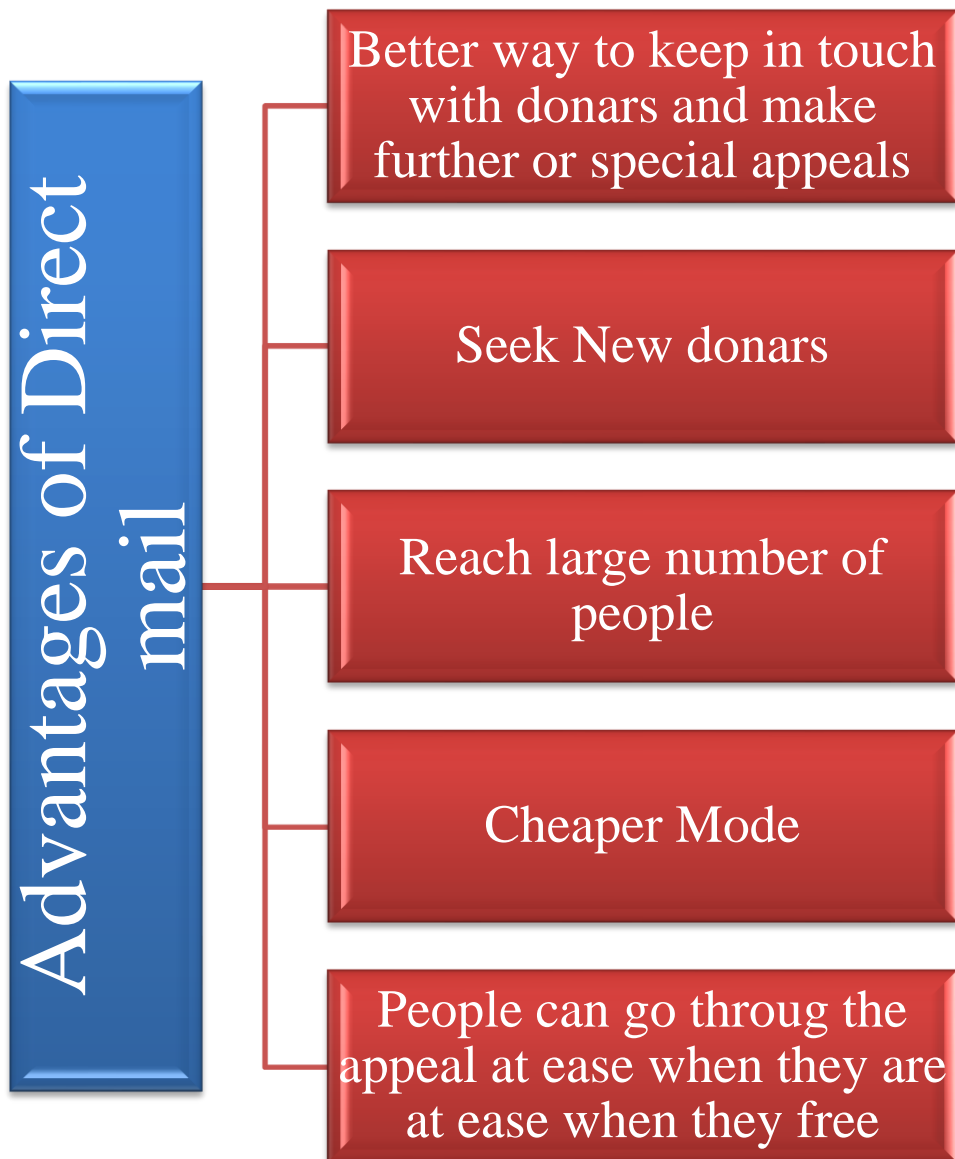 Advantages of Direct
mail
Better way to keep in touch
with donars and make
further or special appeals
Seek New donars
Reach large number of
people
Cheaper Mode
People can go throug the
appeal at ease when they are
at ease when they free